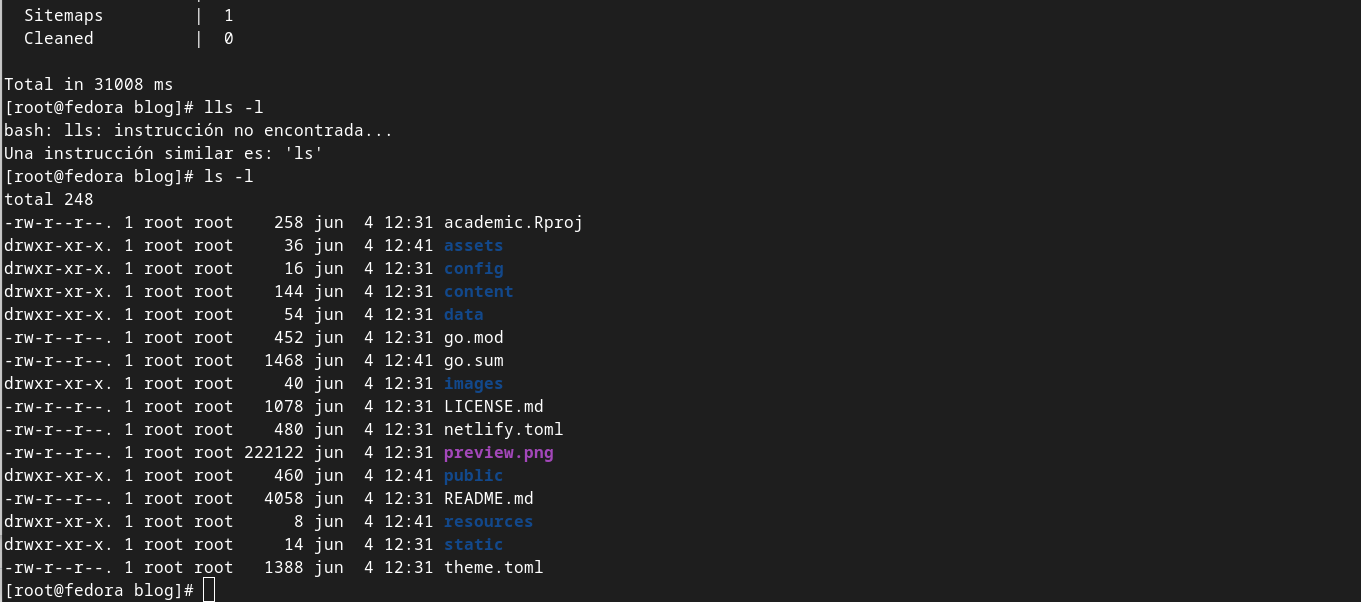 Sitemaps | 1
Cleaned | 0
Total in 31008 ms
[root@fedora blog]# lls -l
bash: lls: instrucción no encontrada...
Una instrucción similar es: 'ls'
[root@fedora blog]# ls -l
total 248
-rw-r--r--. 1 root root 258 jun 4 12:31 academic.Rproj
drwxr-xr-x. 1 root root 36 jun 4 12:41 assets
drwxr-xr-x. 1 root root 16 jun 4 12:31 config
drwxr-xr-x. 1 root root 144 jun 4 12:31 content
drwxr-xr-x. 1 root root 54 jun 4 12:31 data
-rw-r--r--. 1 root root 452 jun 4 12:31 go.mod
-rw-r--r--. 1 root root 1468 jun 4 12:41 go.sum
drwxr-xr-x. 1 root root 40 jun 4 12:31 images
-rw-r--r--. 1 root root 1078 jun 4 12:31 LICENSE.md
-rw-r--r--. 1 root root 480 jun 4 12:31 netlify.toml
-rw-r--r--. 1 root root 222122 jun 4 12:31 preview.png
drwxr-xr-x. 1 root root 460 jun 4 12:41 public
-rw-r--r--. 1 root root 4058 jun 4 12:31 README.md
drwxr-xr-x. 1 root root 8 jun 4 12:41 resources
drwxr-xr-x. 1 root root 14 jun 4 12:31 static
-rw-r--r--. 1 root root 1388 jun 4 12:31 theme.toml
[root@fedora blog]#